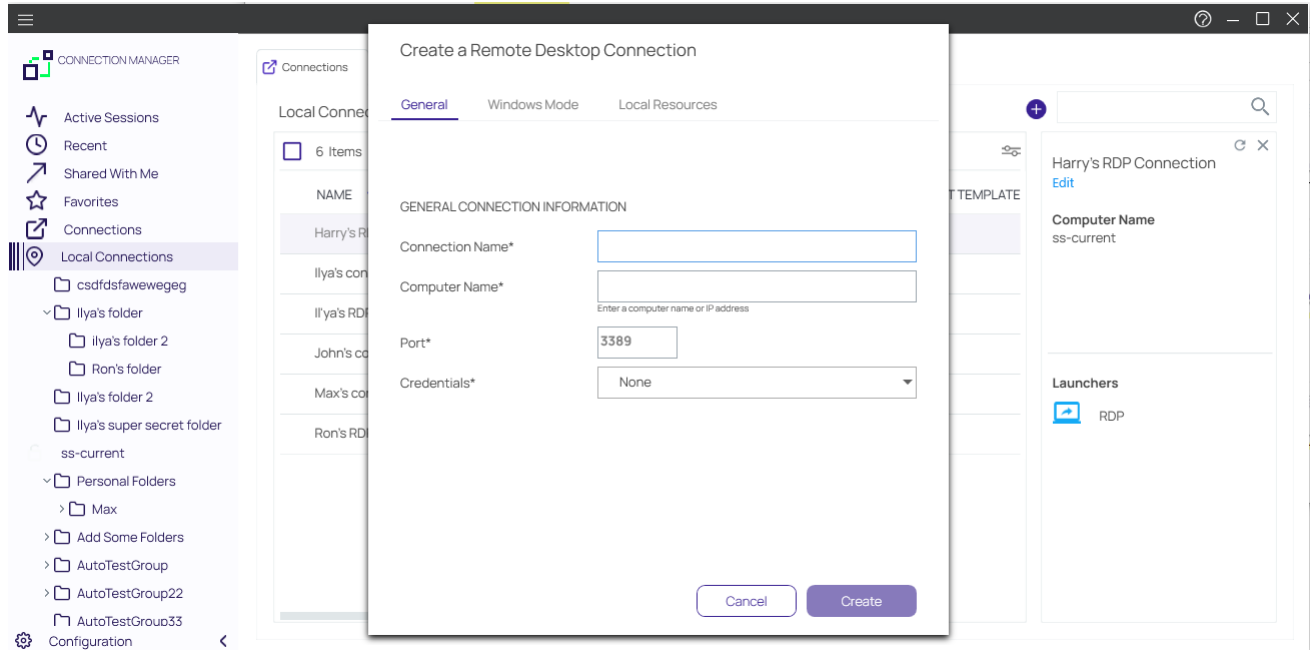 CONNECTION MANAGER
Active Sessions
Recent
Shared With Me
Favorites
Connections
Local Connections
csdfdsfawewegeg
Ilya's folder
ilya's folder 2
Ron's folder
Ilya's folder 2
Ilya's super secret folder
ss-current
Personal Folders
Max
Add Some Folders
AutoTestGroup
AutoTestGroup22
AutoTestGroup33
Configuration
Connections
Local Connec
6 Items
NAME
T TEMPLATE
Harry's R
Ilya's con
Il'ya's RD
John's co
Max's co
Ron's RD
Create a Remote Desktop Connection
General Windows Mode Local Resources
GENERAL CONNECTION INFORMATION
Connection Name*
Computer Name*
Enter a computer name or IP address
Port* 3389
Credentials* None
Cancel Create
Harry's RDP Connection
Edit
Computer Name
ss-current
Launchers
RDP